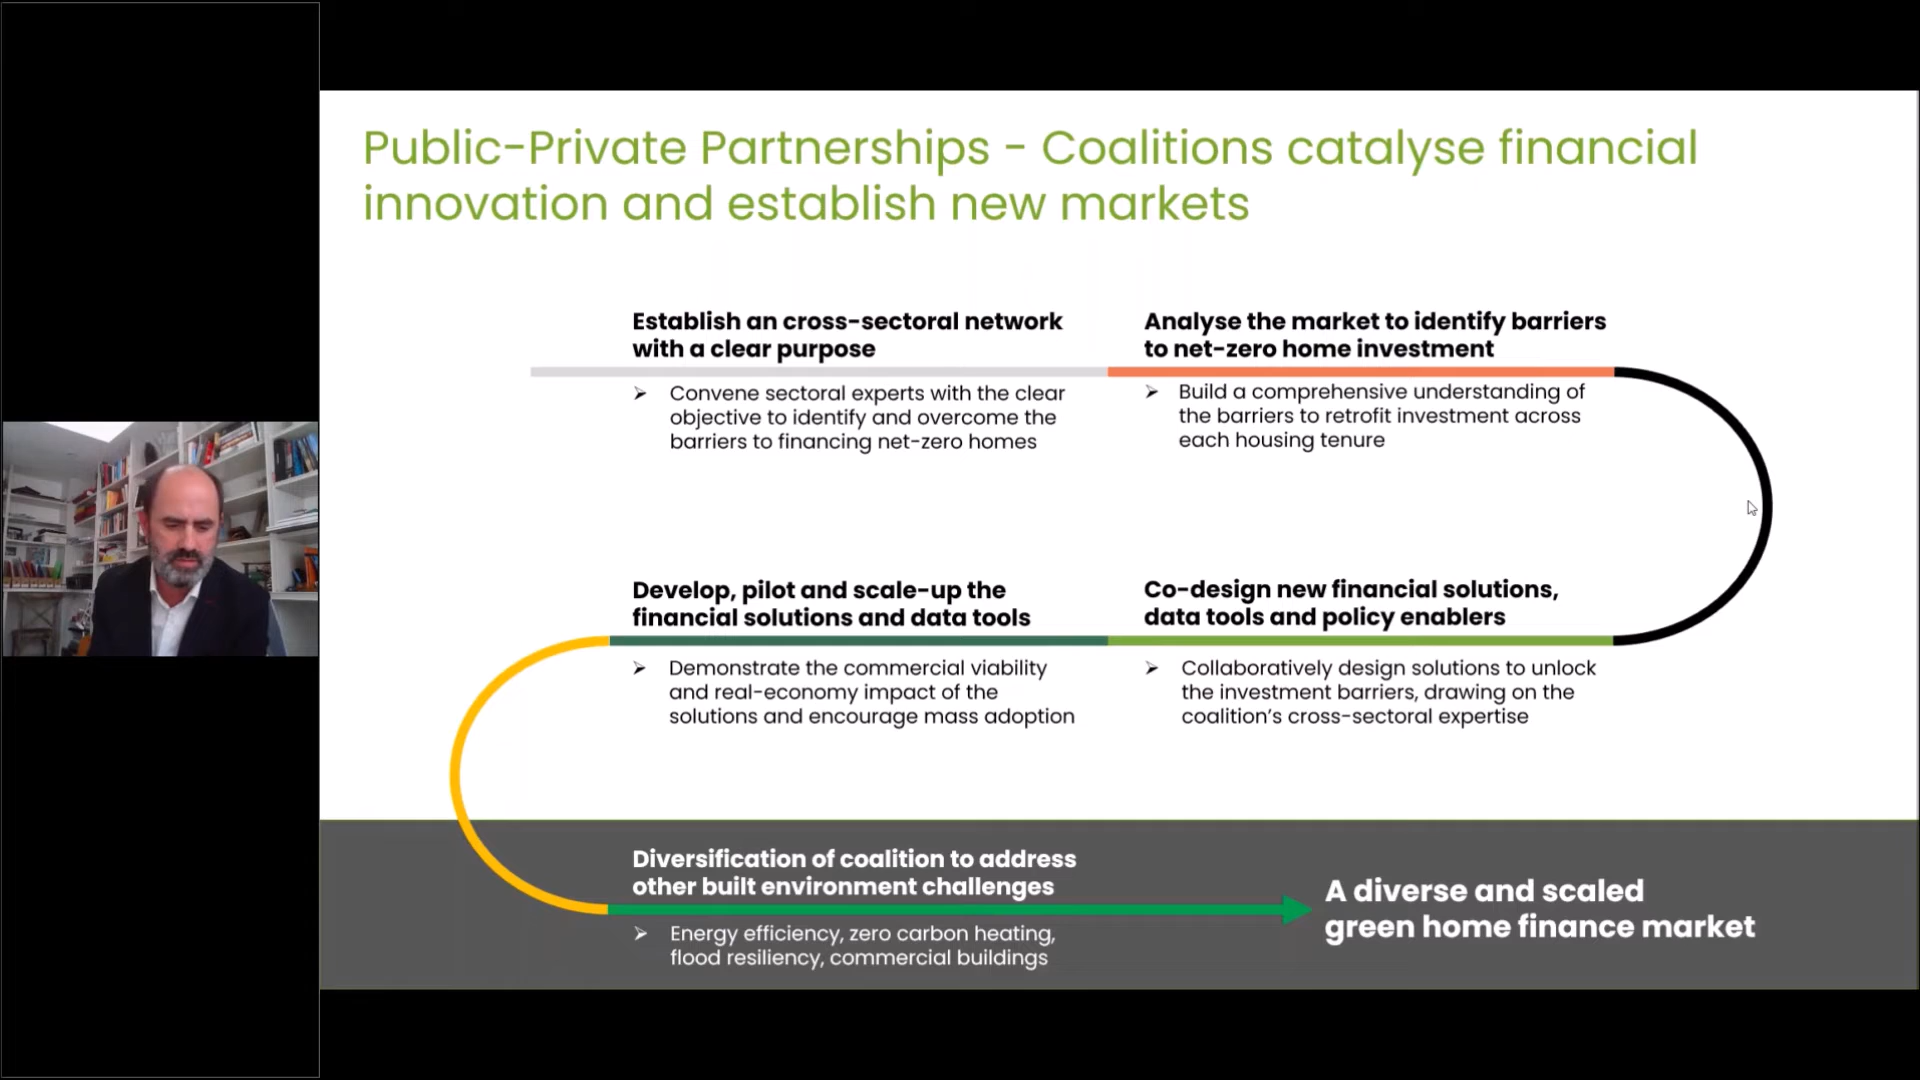 Public-Private Partnerships - Coalitions catalyse financial
innovation and establish new markets
Establish an cross-sectoral network
with a clear purpose
Convene sectoral experts with the clear
objective to identify and overcome the
barriers to financing net-zero homes
Analyse the market to identify barriers
to net-zero home investment
Build a comprehensive understanding of
the barriers to retrofit investment across
each housing tenure
Co-design new financial solutions,
data tools and policy enablers
Collaboratively design solutions to unlock
the investment barriers, drawing on the
coalition's cross-sectoral expertise
Develop, pilot and scale-up the
financial solutions and data tools
Demonstrate the commercial viability
and real-economy impact of the
solutions and encourage mass adoption
Diversification of coalition to address
other built environment challenges
Energy efficiency, zero carbon heating,
flood resiliency, commercial buildings
A diverse and scaled
green home finance market